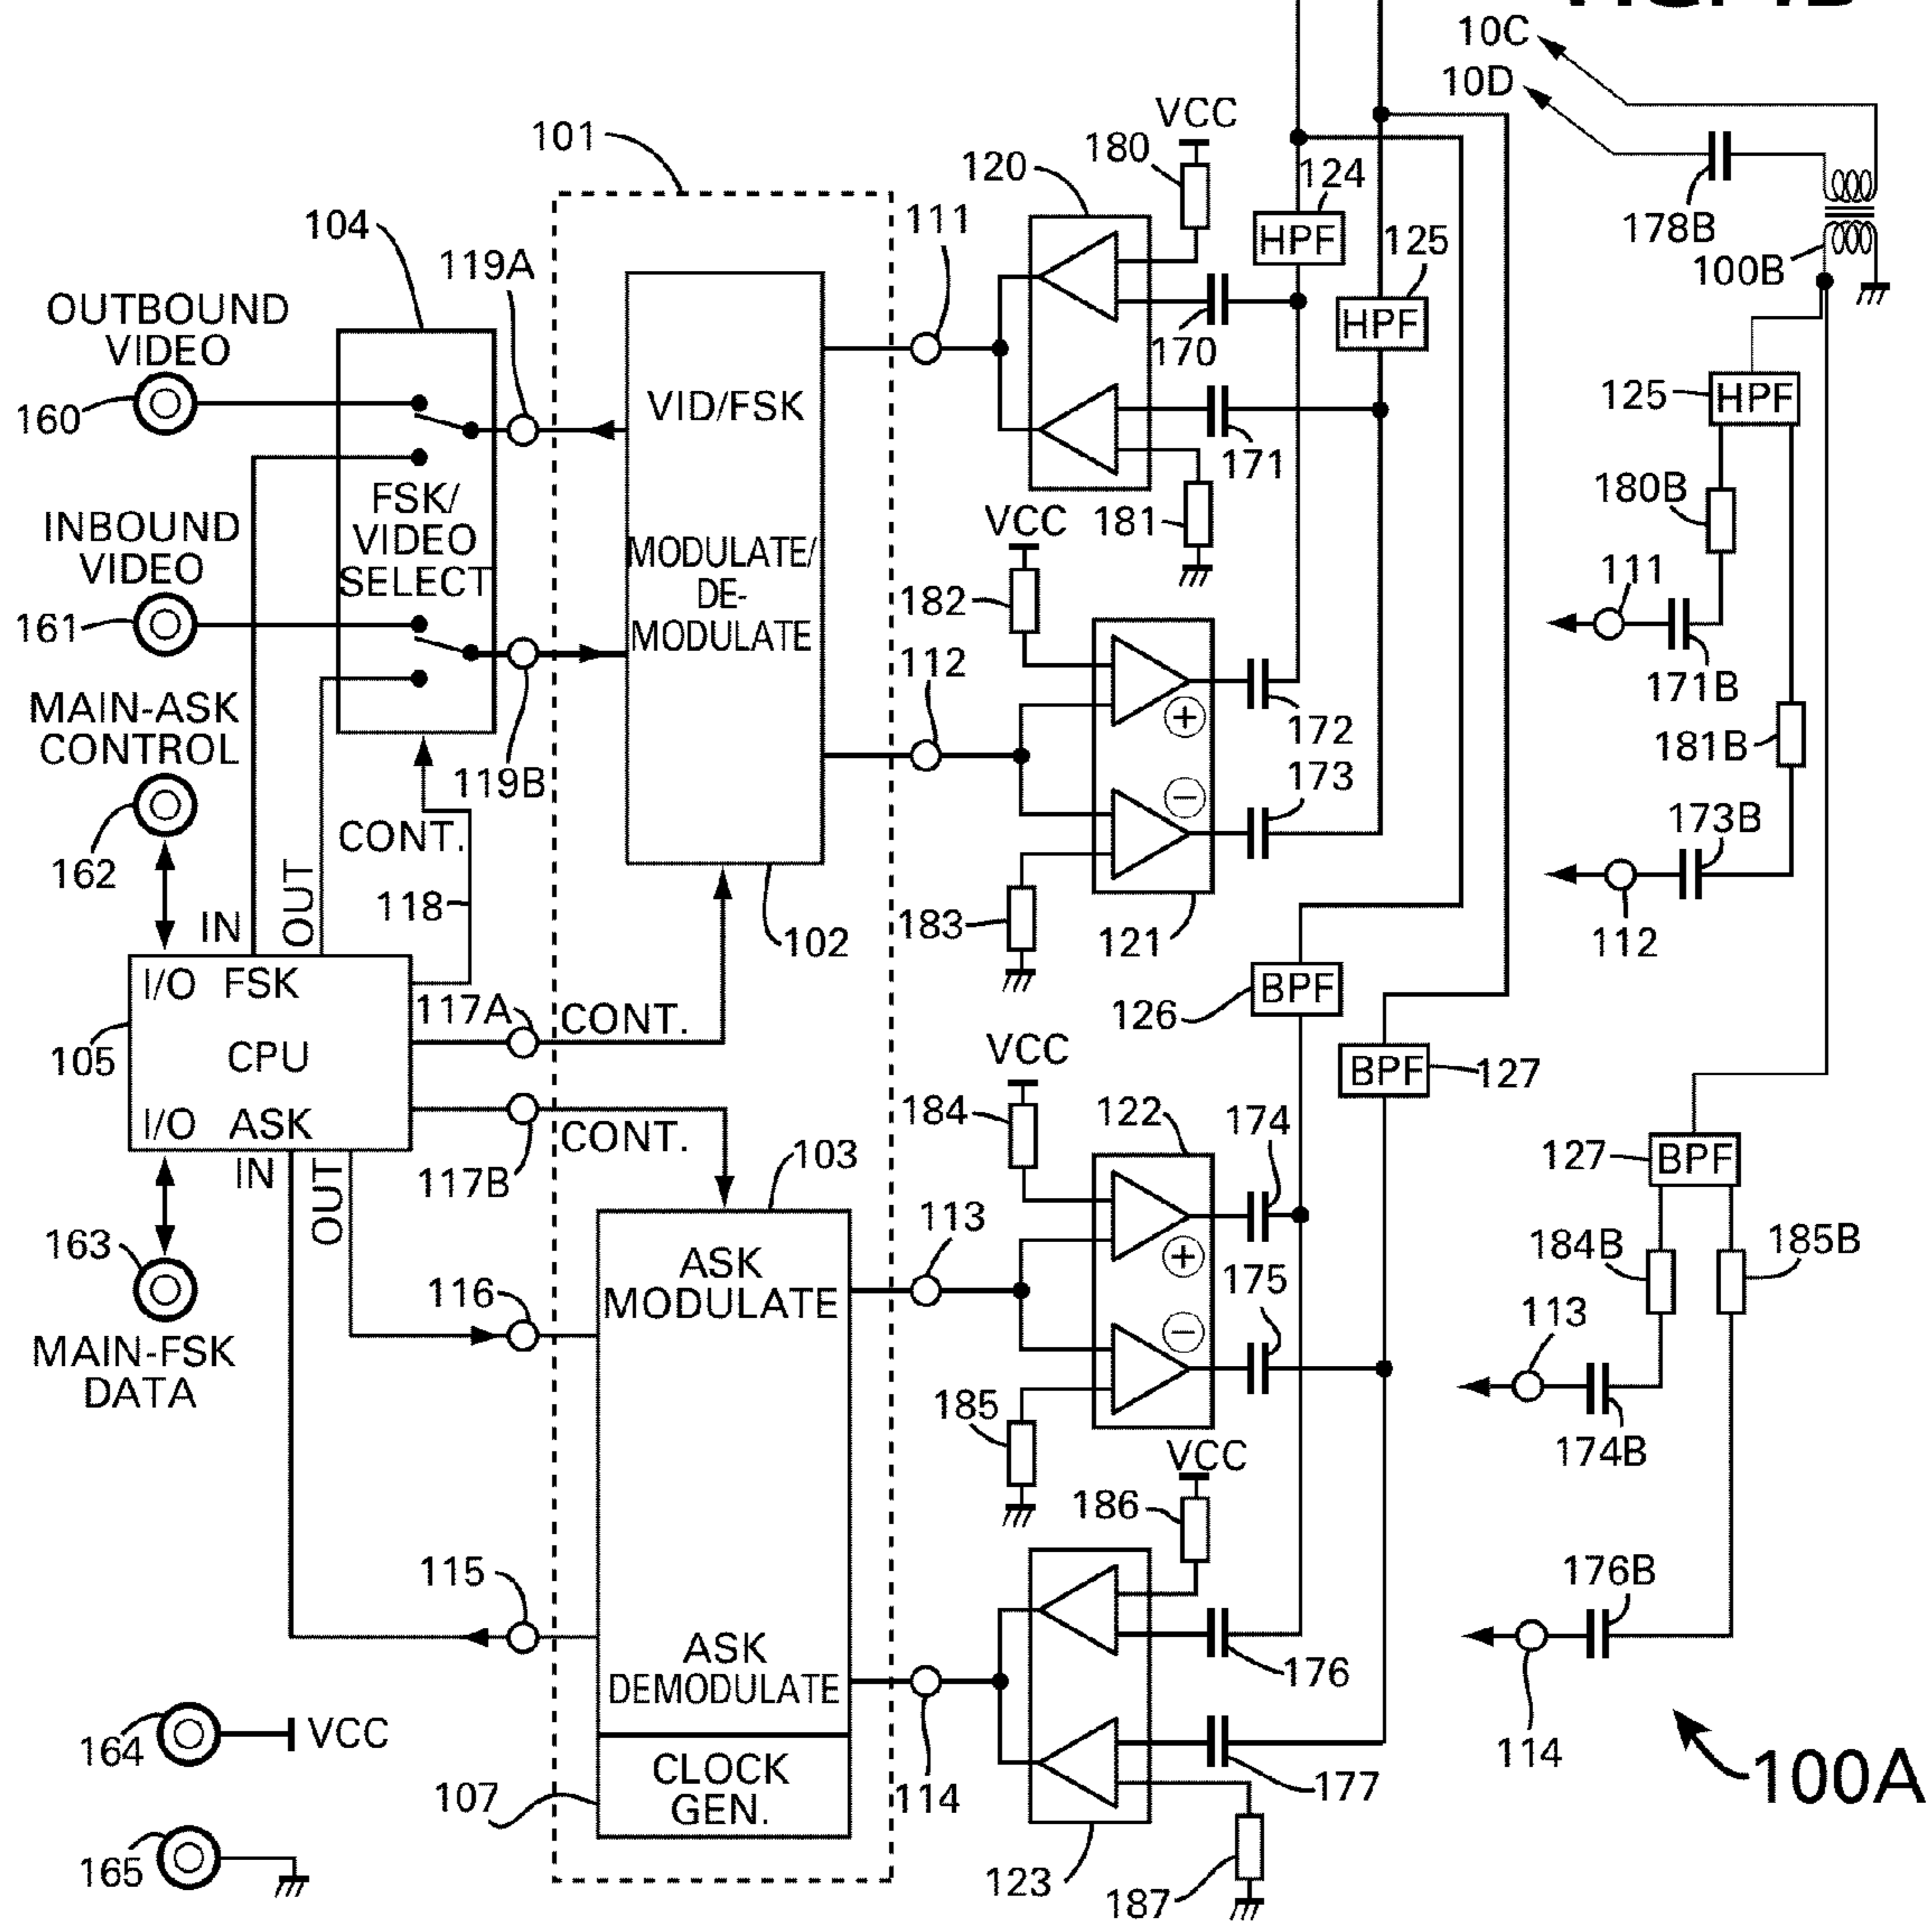 10C
10D
VCC
101
120
180
124
HPF
125
HPF
178B
100B
104
119A
111
170
171
OUTBOUND
VIDEO
160
VID/FSK
125
HPF
FSK/
VIDEO
SELECT
INBOUND
VIDEO
161
MODULATE/
DE-
MODULATE
VCC
181
182
180B
111
171B
112
172
173
181B
MAIN-ASK
CONTROL
162
119B
CONT.
118
173B
IN
OUT
102
183
121
112
I/O
FSK
CPU
I/O
ASK
105
117A
CONT.
126
BPF
BPF
127
VCC
184
122
174
117B
CONT.
IN
OUT
103
127
BPF
163
113
ASK
MODULATE
175
184B
185B
116
113
MAIN-FSK
DATA
185
174B
VCC
186
115
176B
ASK
DEMODULATE
176
164
VCC
114
CLOCK
GEN.
107
114
177
100A
165
123
187